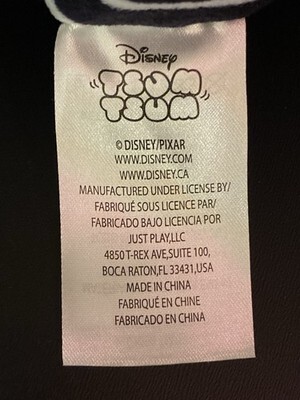 Disney
TSUM
TSUM
© DISNEY/PIXAR
WWW.DISNEY.COM
WWW.DISNEY.CA
MANUFACTURED UNDER LICENSE BY/
FABRIQUÉ SOUS LICENCE PAR/
FABRICADO BAJO LICENCIA POR
JUST PLAY,LLC
4850 T-REX AVE,SUITE 100,
BOCA RATON,FL 33431,USA
MADE IN CHINA
FABRIQUÉ EN CHINE
FABRICADO EN CHINA